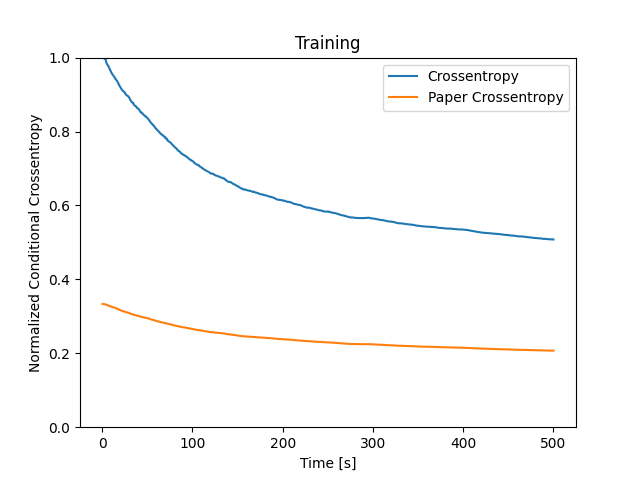 Training
Crossentropy
Paper Crossentropy
Normalized Conditional Crossentropy
1.0
0.8
0.6
0.4
0.2
0.0
0 100 200 300 400 500
Time [s]